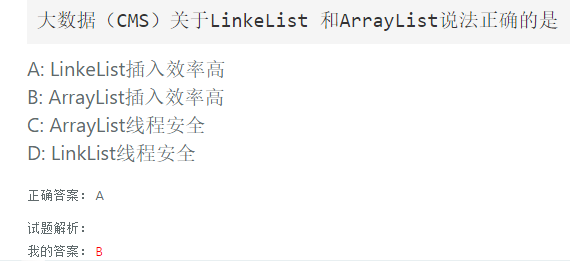 大数据（CMS）关于LinkeList 和ArrayList说法正确的是
A: LinkeList插入效率高
B: ArrayList插入效率高
C: ArrayList线程安全
D: LinkList线程安全
正确答案： A
试题解析：
我的答案： B